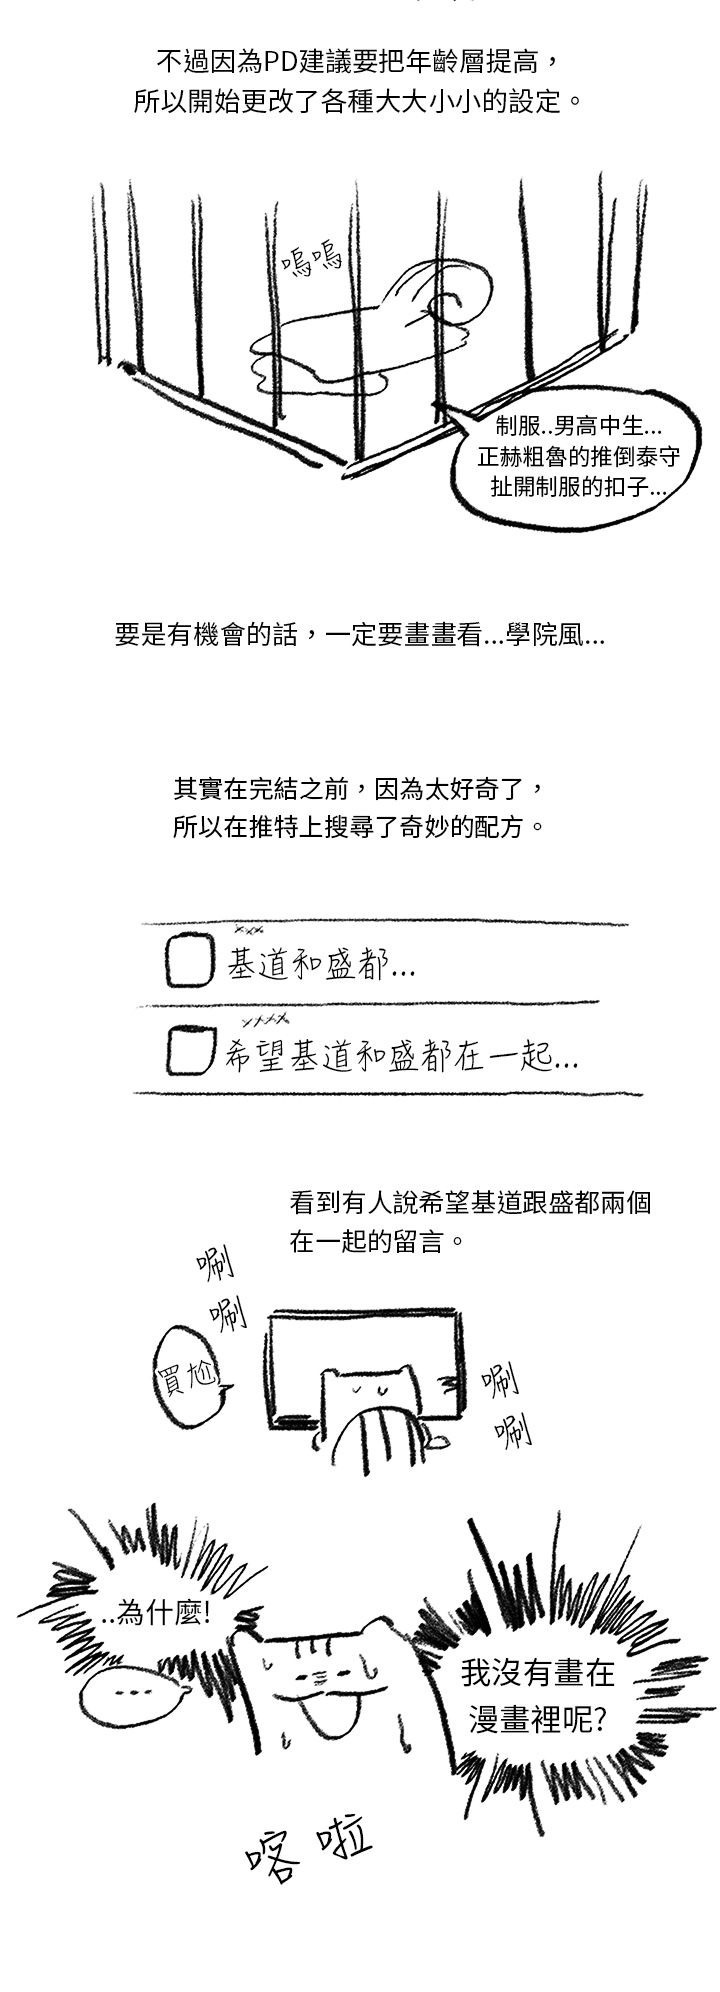 不過因為PD建議要把年齡層提高，
所以開始更改了各種大大小小的設定。
嗚嗚
制服..男高中生...
正赫粗魯的推倒泰守
扯開制服的扣子...
要是有機會的話，一定要畫畫看...學院風...
其實在完結之前，因為太好奇了，
所以在推特上搜尋了奇妙的配方。
xxx
基道和盛都...
xxxx
希望基道和盛都在一起...
看到有人說希望基道跟盛都兩個
在一起的留言。
唰
唰
買尬
唰
唰
..為什麼!
...
我沒有畫在
漫畫裡呢?
喀啦